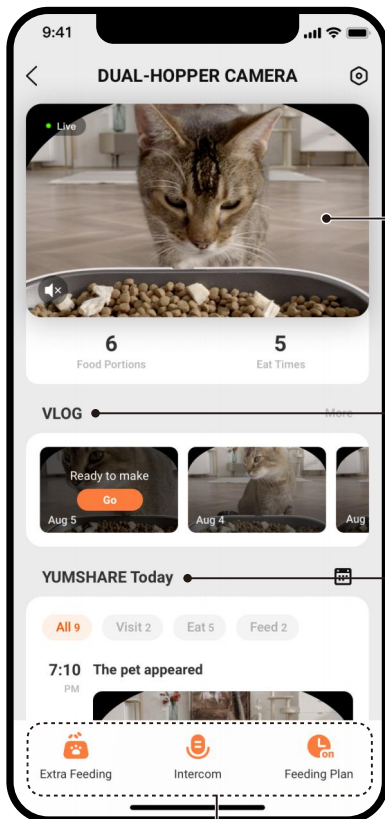 9:41
DUAL-HOPPER CAMERA
Live
6 5
Food Portions Eat Times
VLOG More
Ready to make
Go
Aug 5 Aug 4 Aug
YUMSHARE Today
All 9 Visit 2 Eat 5 Feed 2
7:10 The pet appeared
PM
on
Extra Feeding Intercom Feeding Plan